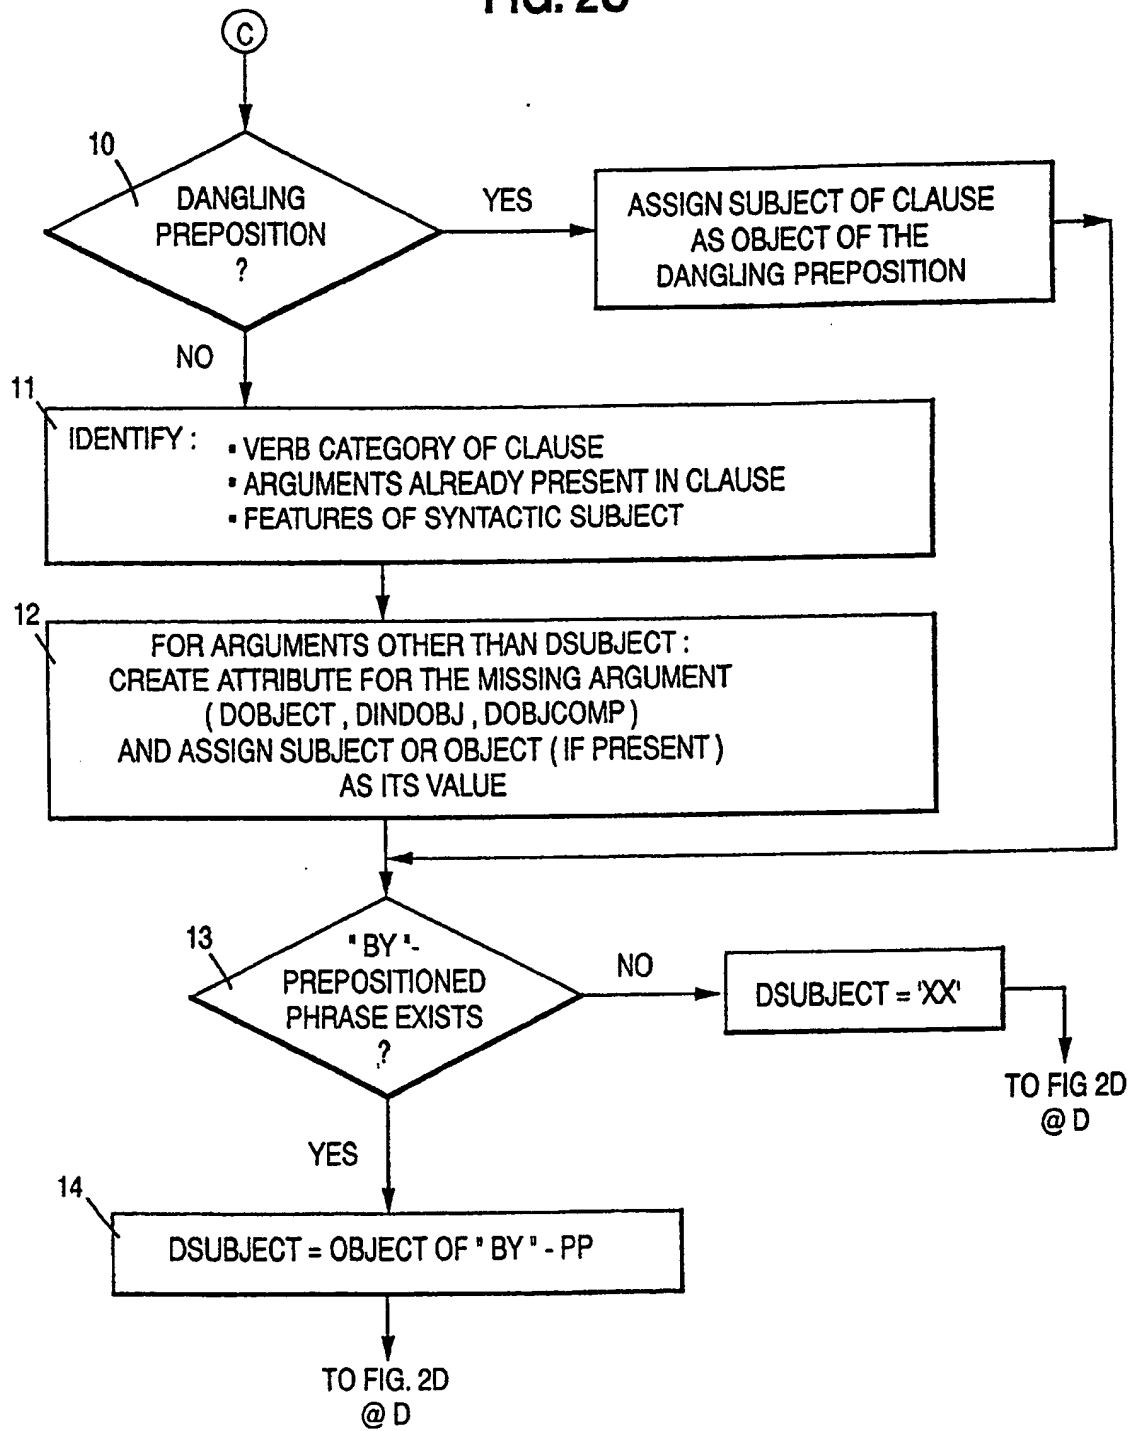 FIG. 2C
C
10
DANGLING
PREPOSITION
?
YES
ASSIGN SUBJECT OF CLAUSE
AS OBJECT OF THE
DANGLING PREPOSITION
NO
11
IDENTIFY :
▪ VERB CATEGORY OF CLAUSE
▪ ARGUMENTS ALREADY PRESENT IN CLAUSE
▪ FEATURES OF SYNTACTIC SUBJECT
12
FOR ARGUMENTS OTHER THAN DSUBJECT :
CREATE ATTRIBUTE FOR THE MISSING ARGUMENT
( DOBJECT , DINDOBJ , DOBJCOMP )
AND ASSIGN SUBJECT OR OBJECT ( IF PRESENT )
AS ITS VALUE
13
" BY "-
PREPOSITIONED
PHRASE EXISTS
?
NO
DSUBJECT = 'XX'
TO FIG 2D
@ D
YES
14
DSUBJECT = OBJECT OF " BY " - PP
TO FIG. 2D
@ D